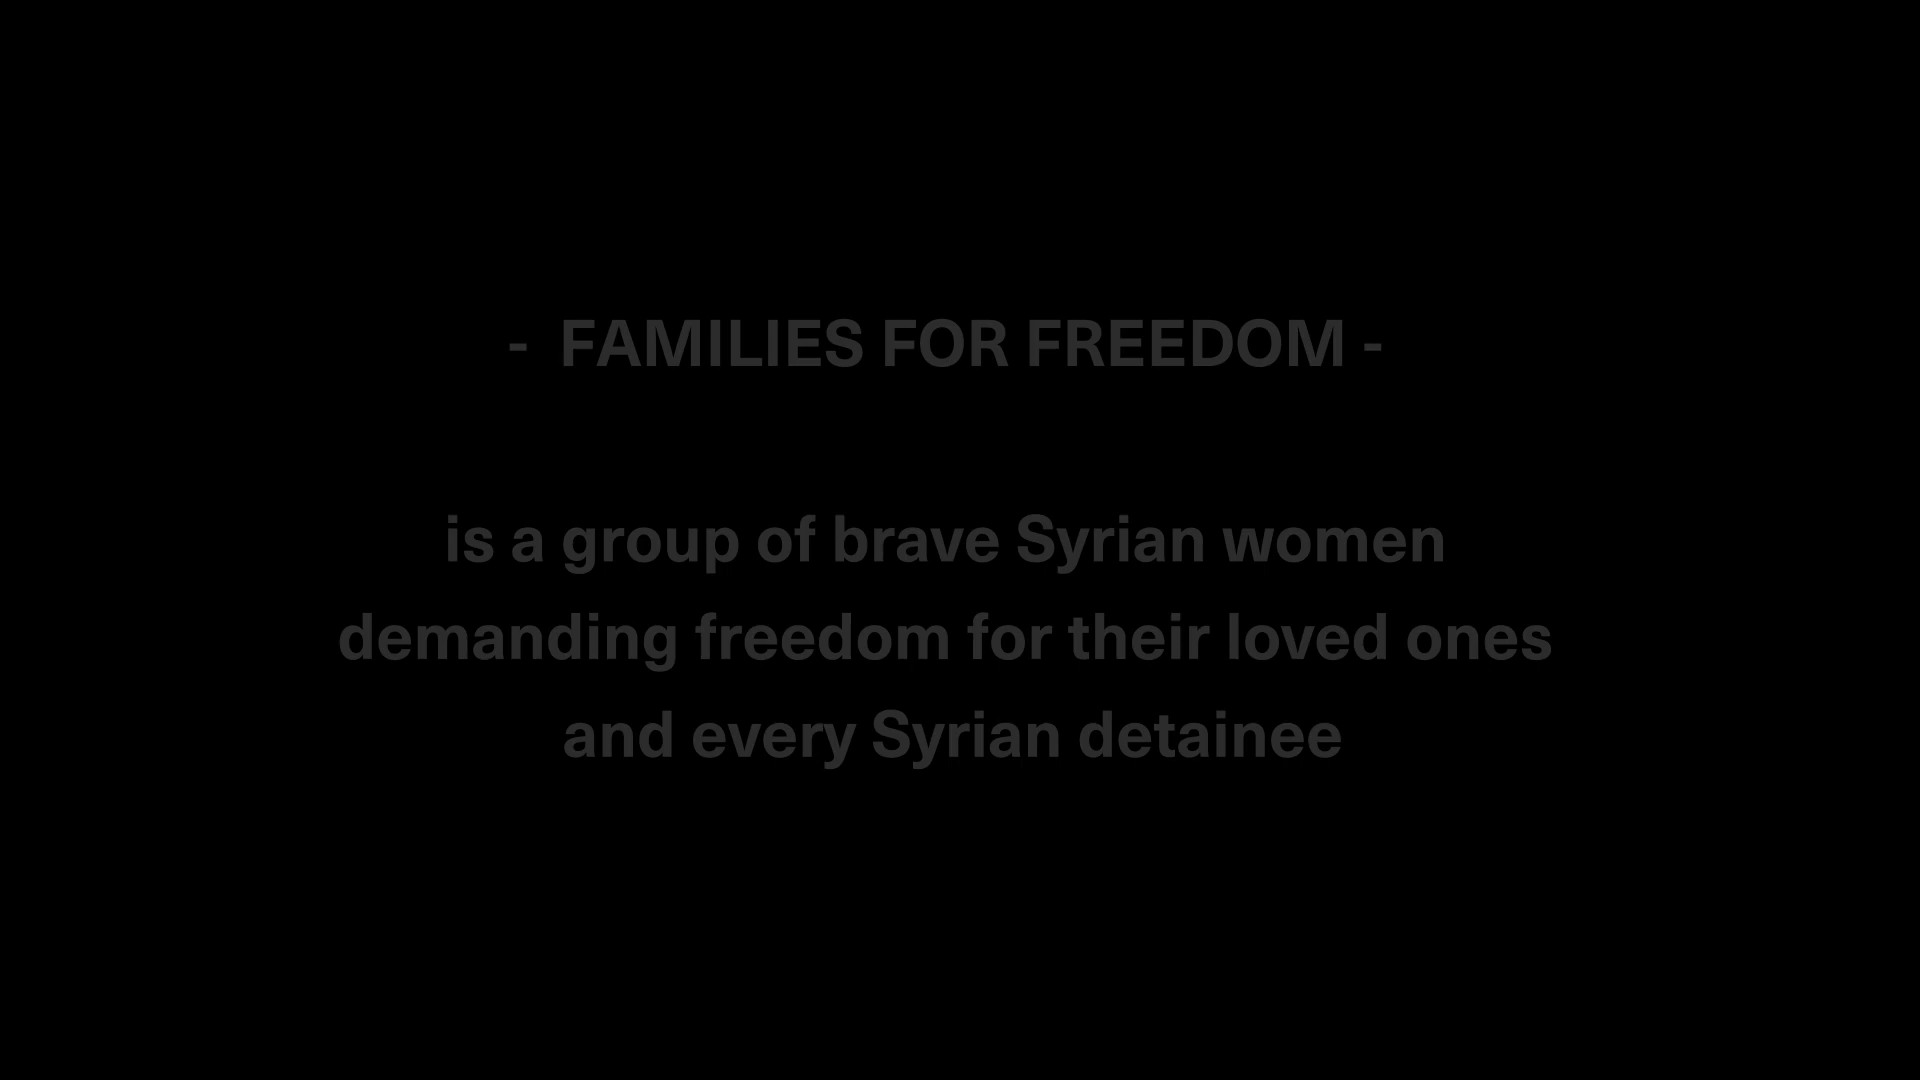 - FAMILIES FOR FREEDOM -
is a group of brave Syrian women
demanding freedom for their loved ones
and every Syrian detainee